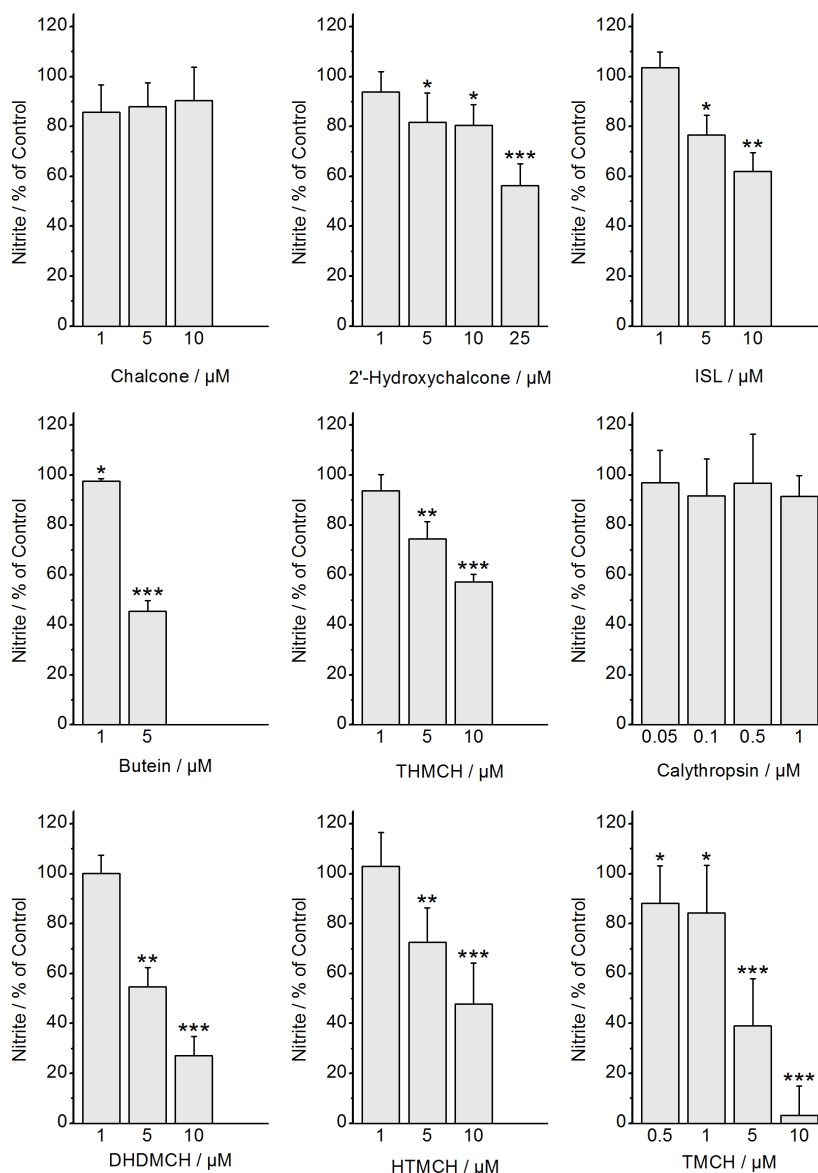 120
100
80
60
40
20
0
Nitrite / % of Control
1 5 10
Chalcone / µM
120
100
80
60
40
20
0
Nitrite / % of Control
* * ***
1 5 10 25
2'-Hydroxychalcone / µM
120
100
80
60
40
20
0
Nitrite / % of Control
* **
1 5 10
ISL / µM
120
100
80
60
40
20
0
Nitrite / % of Control
* ***
1 5
Butein / µM
120
100
80
60
40
20
0
Nitrite / % of Control
** ***
1 5 10
THMCH / µM
120
100
80
60
40
20
0
Nitrite / % of Control
0.05 0.1 0.5 1
Calythropsin / µM
120
100
80
60
40
20
0
Nitrite / % of Control
** ***
1 5 10
DHDMCH / µM
120
100
80
60
40
20
0
Nitrite / % of Control
** ***
1 5 10
HTMCH / µM
120
100
80
60
40
20
0
Nitrite / % of Control
* * *** ***
0.5 1 5 10
TMCH / µM